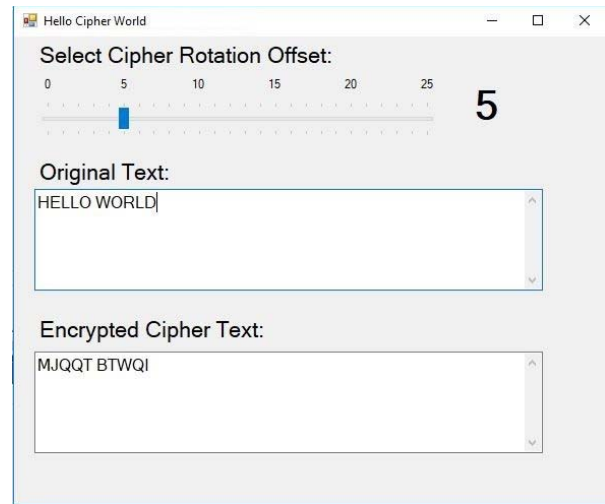 Hello Cipher World
Select Cipher Rotation Offset:
0 5 10 15 20 25
5
Original Text:
HELLO WORLD
Encrypted Cipher Text:
MJQQT BTWQI